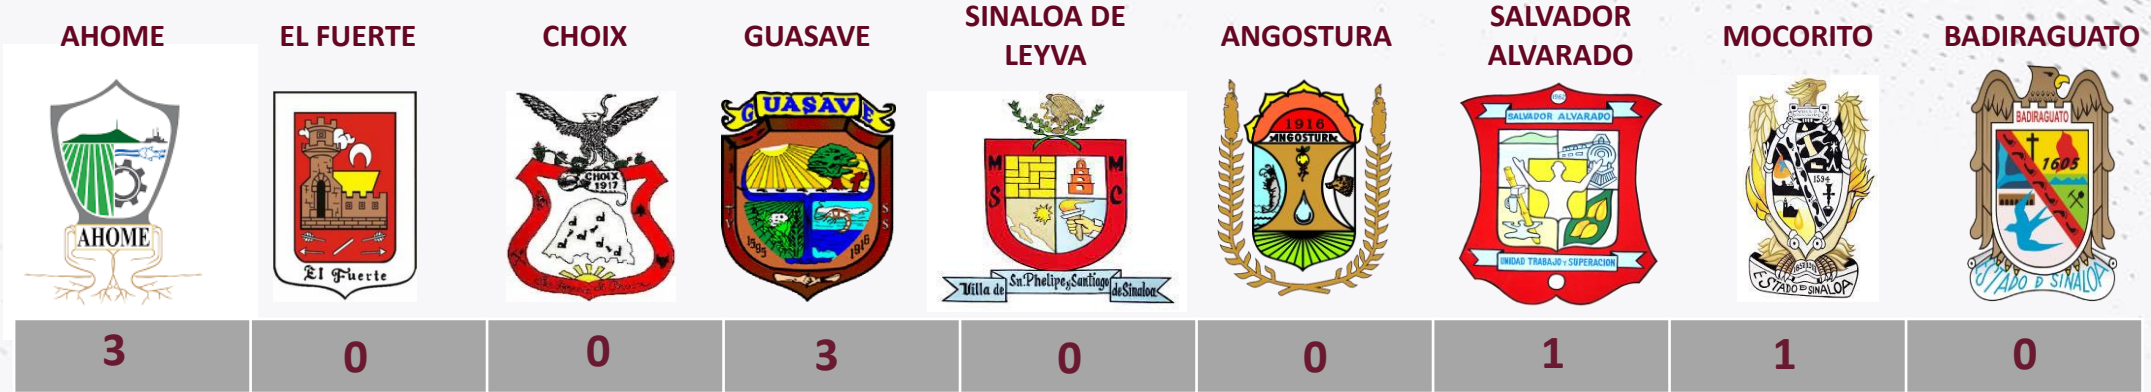 AHOME
EL FUERTE
CHOIX
GUASAVE
SINALOA DE
LEYVA
ANGOSTURA
SALVADOR
ALVARADO
MOCORITO
BADIRAGUATO
AHOME
El Fuerte
CHOIX
1917
GUASAVE
1595
1916
M M
S C
Villa de Sn. Phelipe y Santiago de Sinaloa
1916
ANGOSTURA
1962
SALVADOR ALVARADO
UNIDAD TRABAJO Y SUPERACION
1594
ESTADO DE SINALOA
BADIRAGUATO
1605
ESTADO D SINALOA
3
0
0
3
0
0
1
1
0